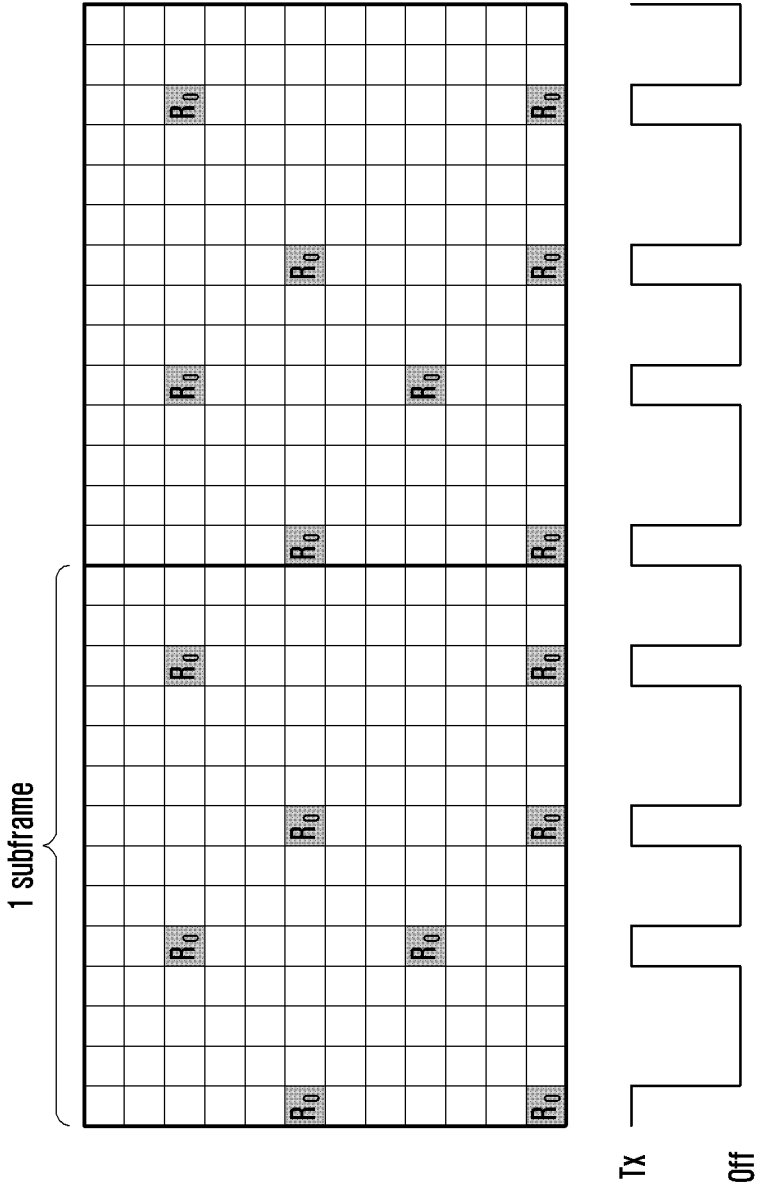 1 subframe
R₀ R₀ R₀ R₀
R₀ R₀ R₀ R₀
R₀ R₀
R₀ R₀ R₀ R₀ R₀ R₀
Tx
Off